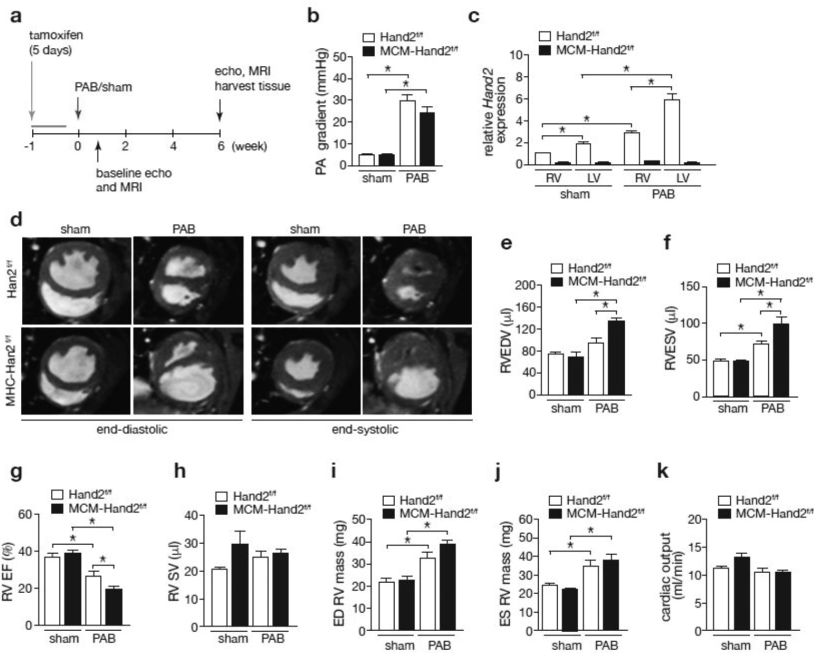 a
tamoxifen
(5 days)
PAB/sham
echo, MRI
harvest tissue
-1 0 2 4 6 (week)
baseline echo
and MRI
b
Hand2f/f
MCM-Hand2f/f
PA gradient (mmHg)
50
40
30
20
10
0
* *
sham PAB
c
Hand2f/f
MCM-Hand2f/f
relative Hand2
expression
10
8
6
4
2
0
* * * *
RV LV RV LV
sham PAB
d
sham PAB sham PAB
Han2f/f
MHC-Han2f/f
end-diastolic end-systolic
e
Hand2f/f
MCM-Hand2f/f
RVEDV (µl)
200
160
120
80
40
0
* *
sham PAB
f
Hand2f/f
MCM-Hand2f/f
RVESV (µl)
150
100
50
0
* * *
sham PAB
g
Hand2f/f
MCM-Hand2f/f
RV EF (%)
60
40
20
0
* * *
sham PAB
h
Hand2f/f
MCM-Hand2f/f
RV SV (µl)
40
30
20
10
0
sham PAB
i
Hand2f/f
MCM-Hand2f/f
ED RV mass (mg)
50
40
30
20
10
0
* *
sham PAB
j
Hand2f/f
MCM-Hand2f/f
ES RV mass (mg)
60
50
40
30
20
10
0
* *
sham PAB
k
Hand2f/f
MCM-Hand2f/f
cardiac output
(ml/min)
20
15
10
5
0
sham PAB